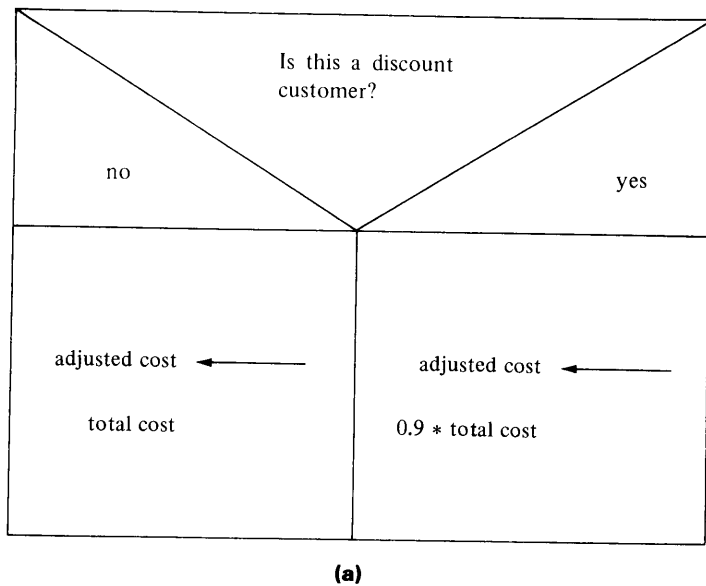 Is this a discount
customer?
no
yes
adjusted cost ←
total cost
adjusted cost ←
0.9 * total cost
(a)